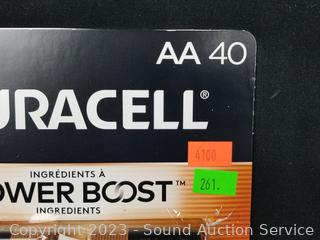 AA 40
URACELL®
4100
INGRÉDIENTS À
261.
OWER BOOST™
INGREDIENTS
Copyright 2023 - Sound Auction Service